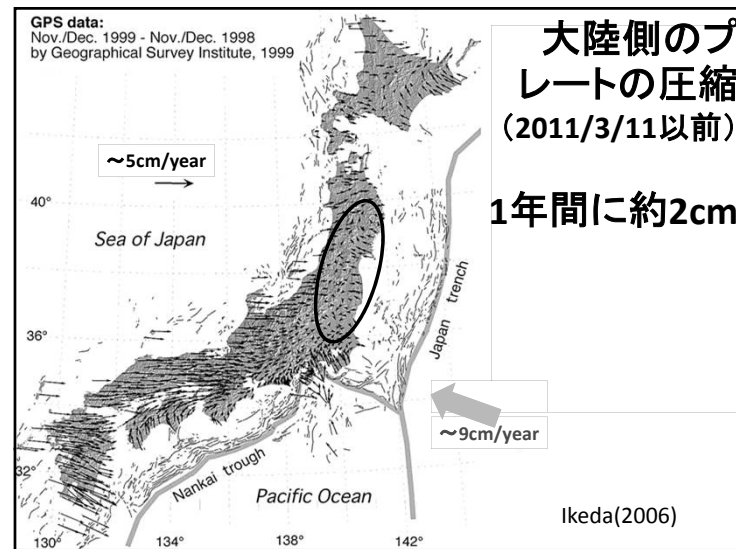 GPS data:
Nov./Dec. 1999 - Nov./Dec. 1998
by Geographical Survey Institute, 1999
大陸側のプ
レートの圧縮
（2011/3/11以前）
～5cm/year
1年間に約2cm
40°
Sea of Japan
36°
Japan trench
～9cm/year
32°
Nankai trough
Pacific Ocean
Ikeda(2006)
130°
134°
138°
142°